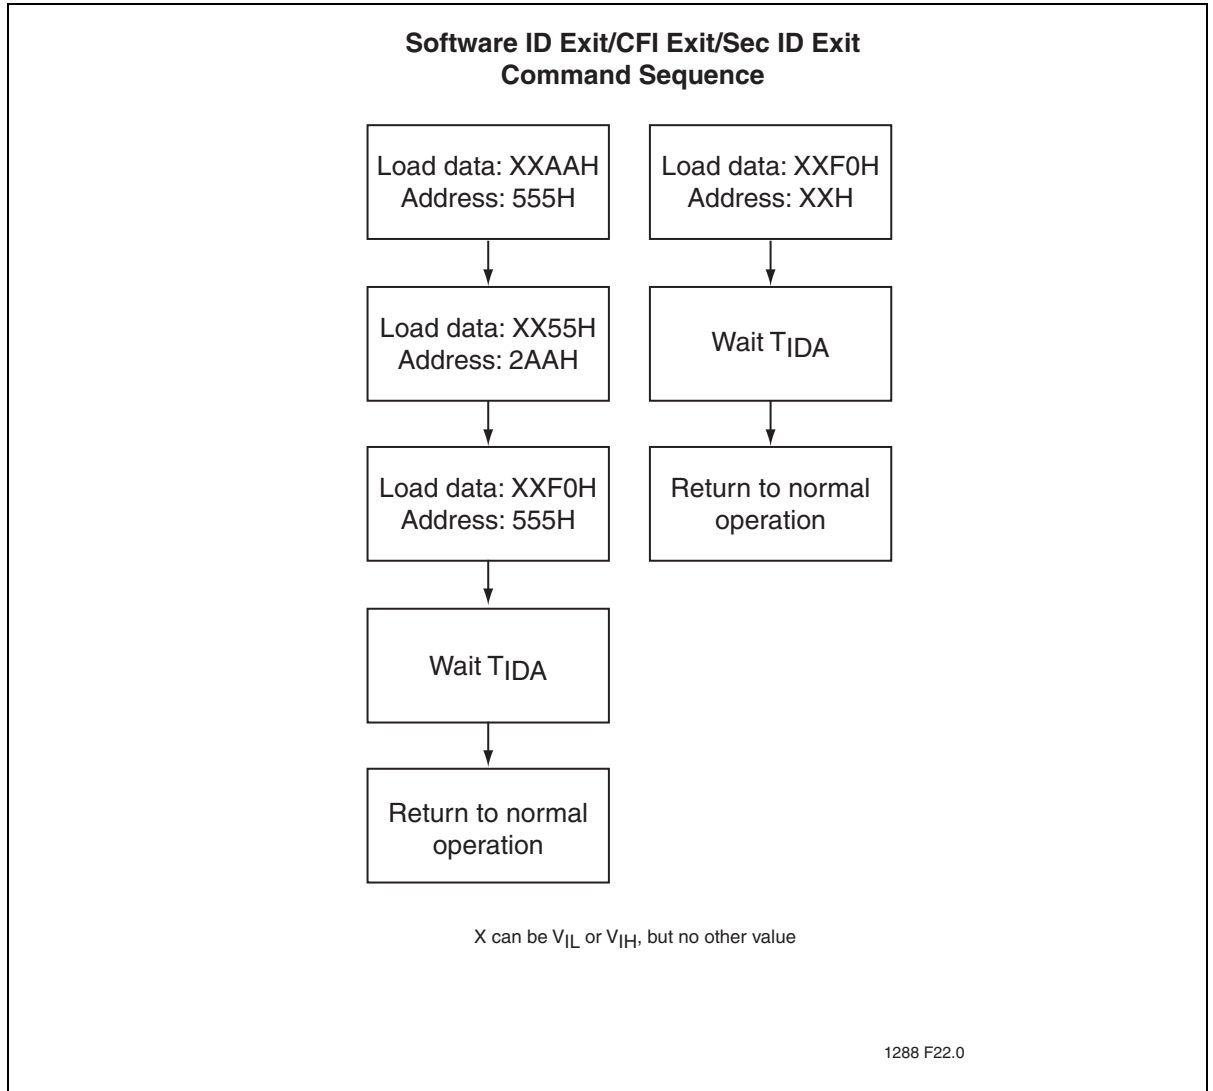 Software ID Exit/CFI Exit/Sec ID Exit
Command Sequence
Load data: XXAAH
Address: 555H
Load data: XX55H
Address: 2AAH
Load data: XXF0H
Address: 555H
Wait TIDA
Return to normal
operation
Load data: XXF0H
Address: XXH
Wait TIDA
Return to normal
operation
X can be VIL or VIH, but no other value
1288 F22.0